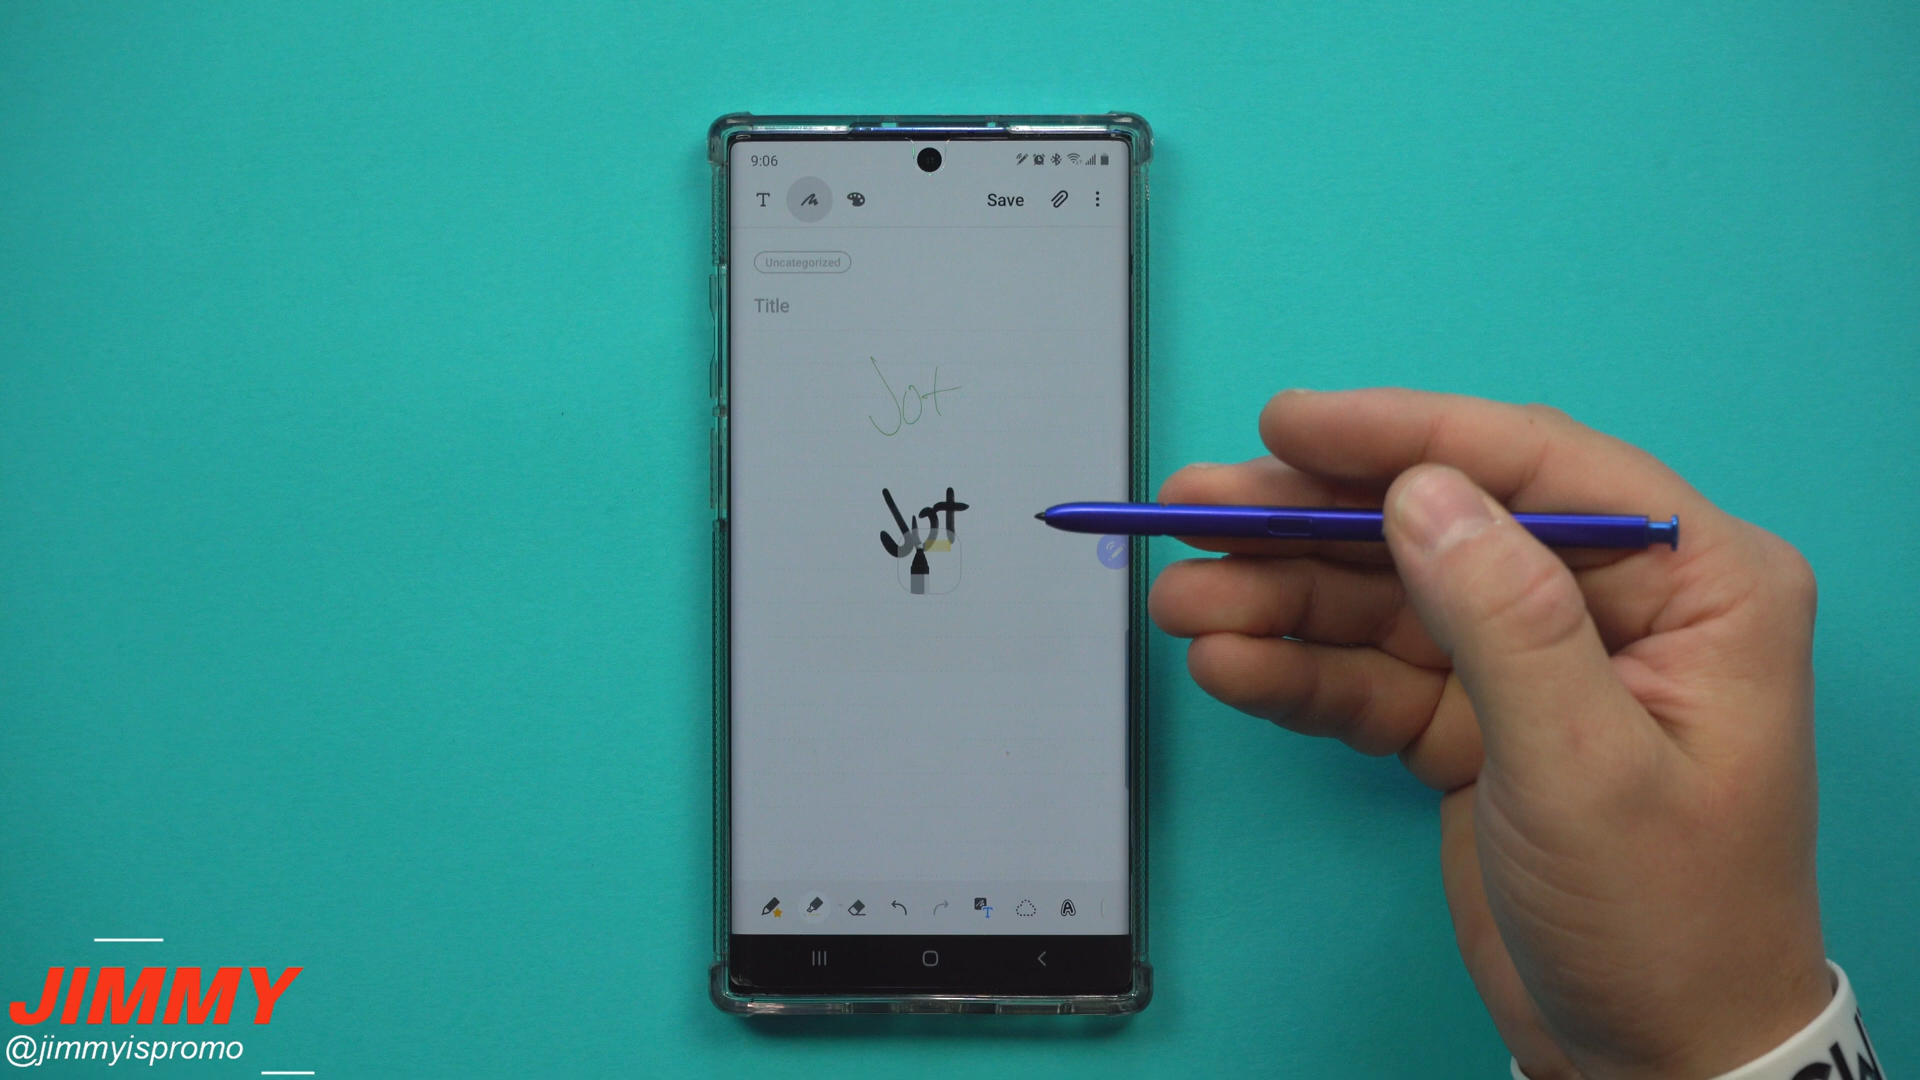 9:06
T
Save
Uncategorized
Title
Jot
Jot
JIMMY
@jimmyispromo